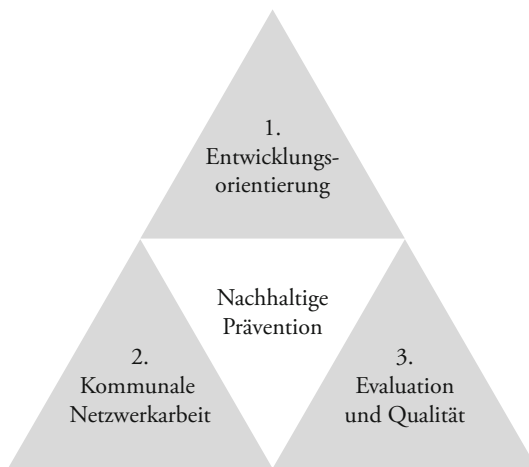 1.
Entwicklungs-
orientierung
Nachhaltige
Prävention
2.
Kommunale
Netzwerkarbeit
3.
Evaluation
und Qualität